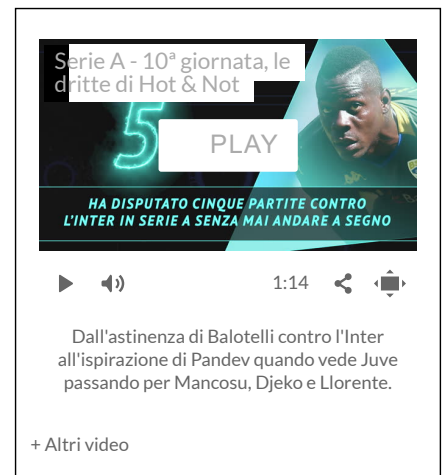 Serie A - 10ª giornata, le
dritte di Hot & Not
5
PLAY
HA DISPUTATO CINQUE PARTITE CONTRO
L'INTER IN SERIE A SENZA MAI ANDARE A SEGNO
1:14
Dall'astinenza di Balotelli contro l'Inter
all'ispirazione di Pandev quando vede Juve
passando per Mancosu, Djeko e Llorente.
+ Altri video